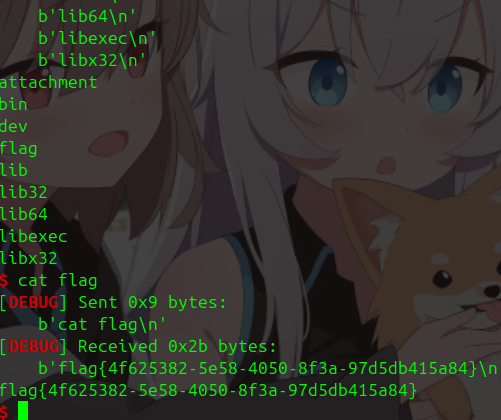 b'lib64\n'
b'libexec\n'
b'libx32\n'
attachment
bin
dev
flag
lib
lib32
lib64
libexec
libx32
$ cat flag
[DEBUG] Sent 0x9 bytes:
b'cat flag\n'
[DEBUG] Received 0x2b bytes:
b'flag{4f625382-5e58-4050-8f3a-97d5db415a84}\n
flag{4f625382-5e58-4050-8f3a-97d5db415a84}
$